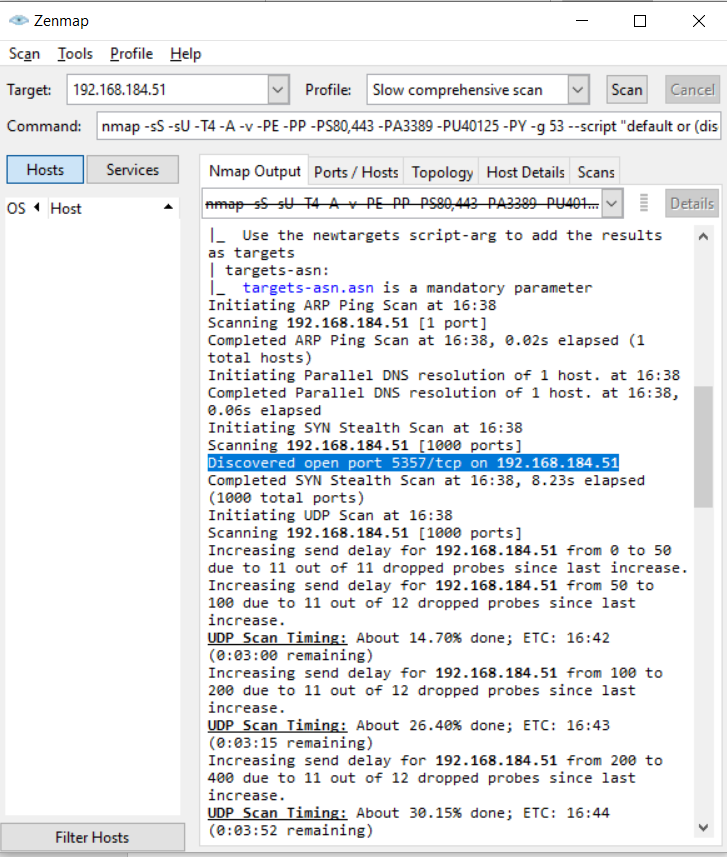 Zenmap
Scan Tools Profile Help
Target: 192.168.184.51 Profile: Slow comprehensive scan Scan Cancel
Command: nmap -sS -sU -T4 -A -v -PE -PP -PS80,443 -PA3389 -PU40125 -PY -g 53 --script "default or (dis
Hosts Services
Nmap Output Ports / Hosts Topology Host Details Scans
OS Host
nmap -sS -sU -T4 -A -v -PE -PP -PS80,443 -PA3389 -PU401... Details
|_ Use the newtargets script-arg to add the results
as targets
| targets-asn:
|_ targets-asn.asn is a mandatory parameter
Initiating ARP Ping Scan at 16:38
Scanning 192.168.184.51 [1 port]
Completed ARP Ping Scan at 16:38, 0.02s elapsed (1
total hosts)
Initiating Parallel DNS resolution of 1 host. at 16:38
Completed Parallel DNS resolution of 1 host. at 16:38,
0.06s elapsed
Initiating SYN Stealth Scan at 16:38
Scanning 192.168.184.51 [1000 ports]
Discovered open port 5357/tcp on 192.168.184.51
Completed SYN Stealth Scan at 16:38, 8.23s elapsed
(1000 total ports)
Initiating UDP Scan at 16:38
Scanning 192.168.184.51 [1000 ports]
Increasing send delay for 192.168.184.51 from 0 to 50
due to 11 out of 11 dropped probes since last increase.
Increasing send delay for 192.168.184.51 from 50 to
100 due to 11 out of 12 dropped probes since last
increase.
UDP Scan Timing: About 14.70% done; ETC: 16:42
(0:03:00 remaining)
Increasing send delay for 192.168.184.51 from 100 to
200 due to 11 out of 12 dropped probes since last
increase.
UDP Scan Timing: About 26.40% done; ETC: 16:43
(0:03:15 remaining)
Increasing send delay for 192.168.184.51 from 200 to
400 due to 11 out of 12 dropped probes since last
increase.
UDP Scan Timing: About 30.15% done; ETC: 16:44
(0:03:52 remaining)
Filter Hosts